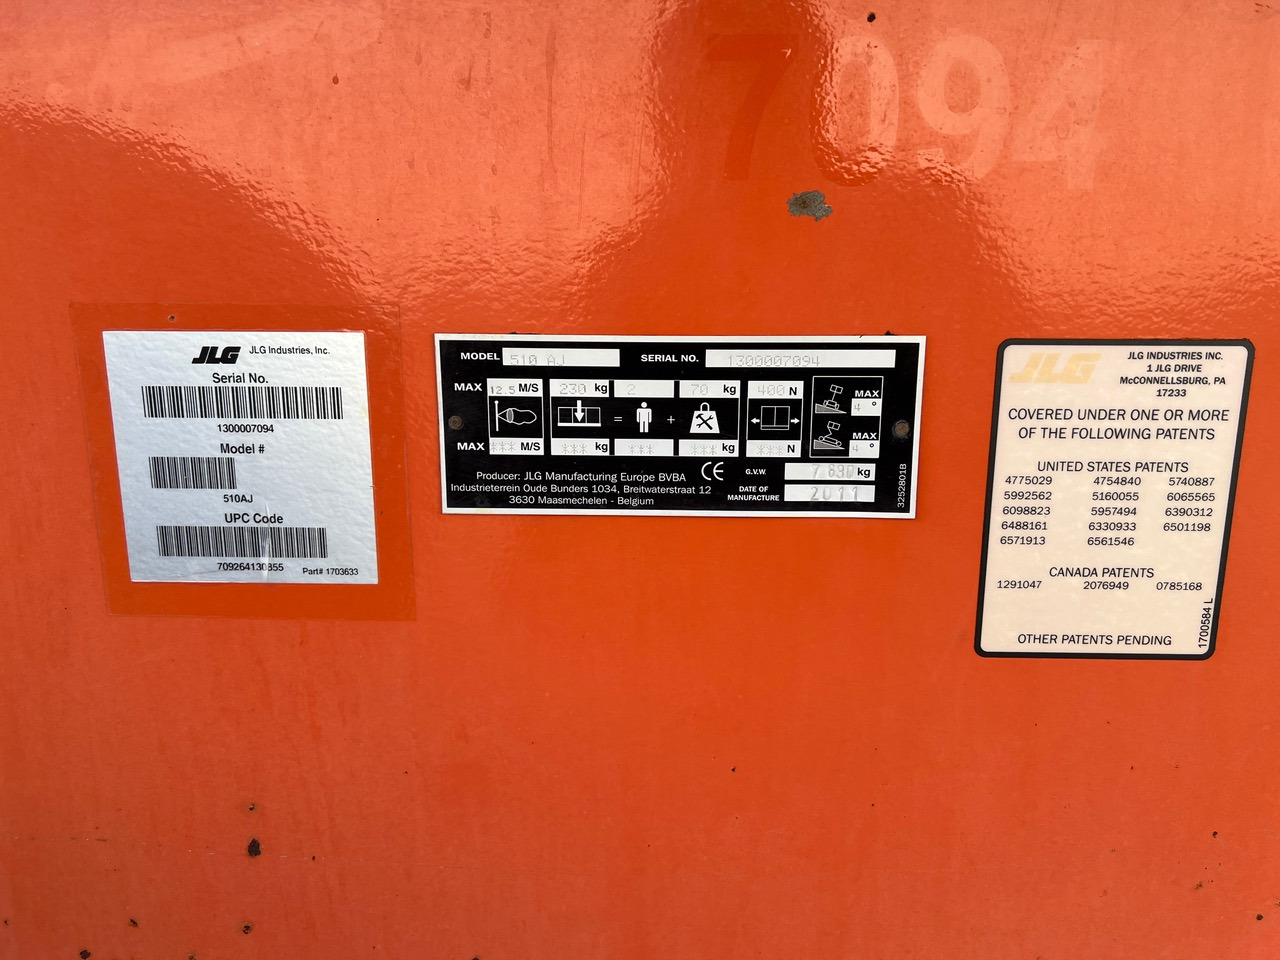 7094
JLG JLG Industries, Inc.
Serial No.
1300007094
Model #
510AJ
UPC Code
709264130355
Part# 1703633
MODEL 510 AJ SERIAL NO. 1300007094
MAX 12.5 M/S 230 kg 2 70 kg 400 N
MAX 4 °
= +
MAX 4 °
MAX *** M/S *** kg *** *** kg *** N
Producer: JLG Manufacturing Europe BVBA CE G.V.W. kg
Industrieterrein Oude Bunders 1034, Breitwaterstraat 12 DATE OF MANUFACTURE 2011
3630 Maasmechelen - Belgium
3252801B
JLG
JLG INDUSTRIES INC.
1 JLG DRIVE
McCONNELLSBURG, PA
17233
COVERED UNDER ONE OR MORE
OF THE FOLLOWING PATENTS
UNITED STATES PATENTS
4775029 4754840 5740887
5992562 5160055 6065565
6098823 5957494 6390312
6488161 6330933 6501198
6571913 6561546
CANADA PATENTS
1291047 2076949 0785168
OTHER PATENTS PENDING
1700584 L